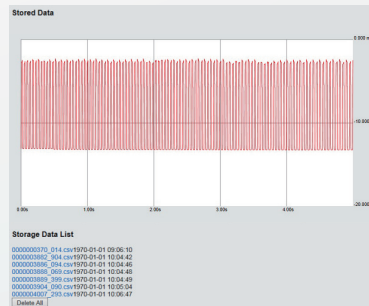 Stored Data
0.000
-10.000
-20.000
0.00s 1.00s 2.00s 3.00s 4.00s
Storage Data List
0000000370_014.csv1970-01-01 09:06:10
0000003882_904.csv1970-01-01 10:04:42
0000003886_094.csv1970-01-01 10:04:46
0000003888_069.csv1970-01-01 10:04:48
0000003889_399.csv1970-01-01 10:04:49
0000003904_090.csv1970-01-01 10:05:04
0000004007_293.csv1970-01-01 10:06:47
Delete All